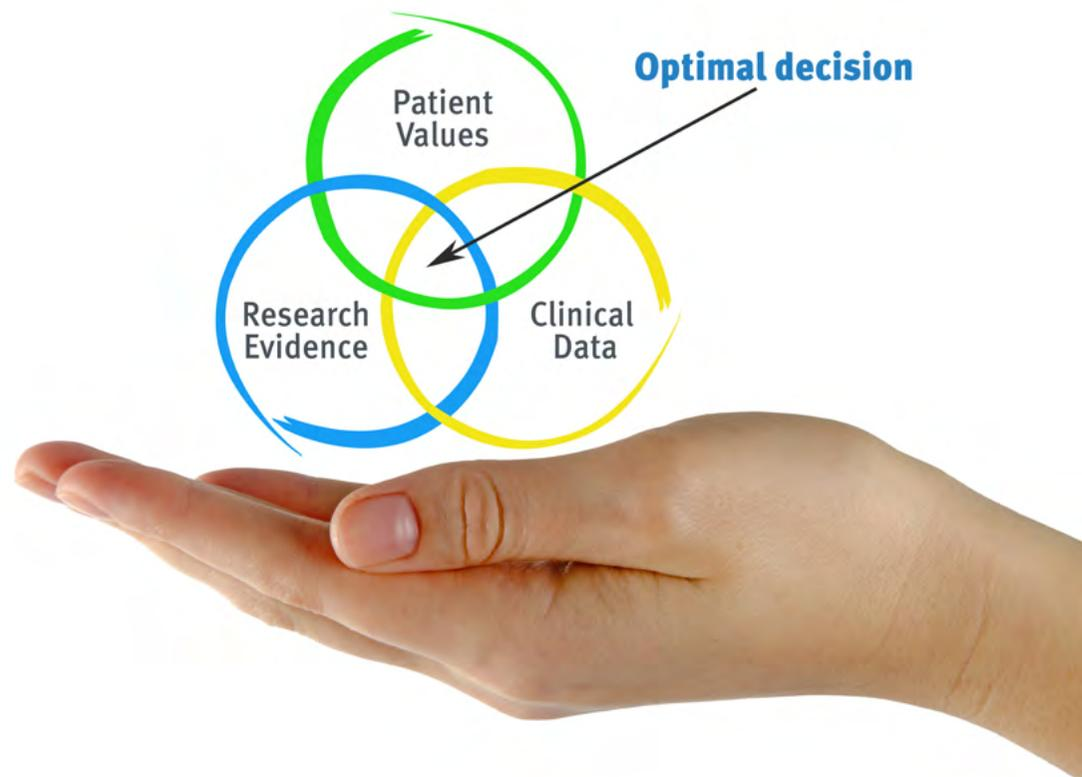 Optimal decision
Patient
Values
Research
Evidence
Clinical
Data